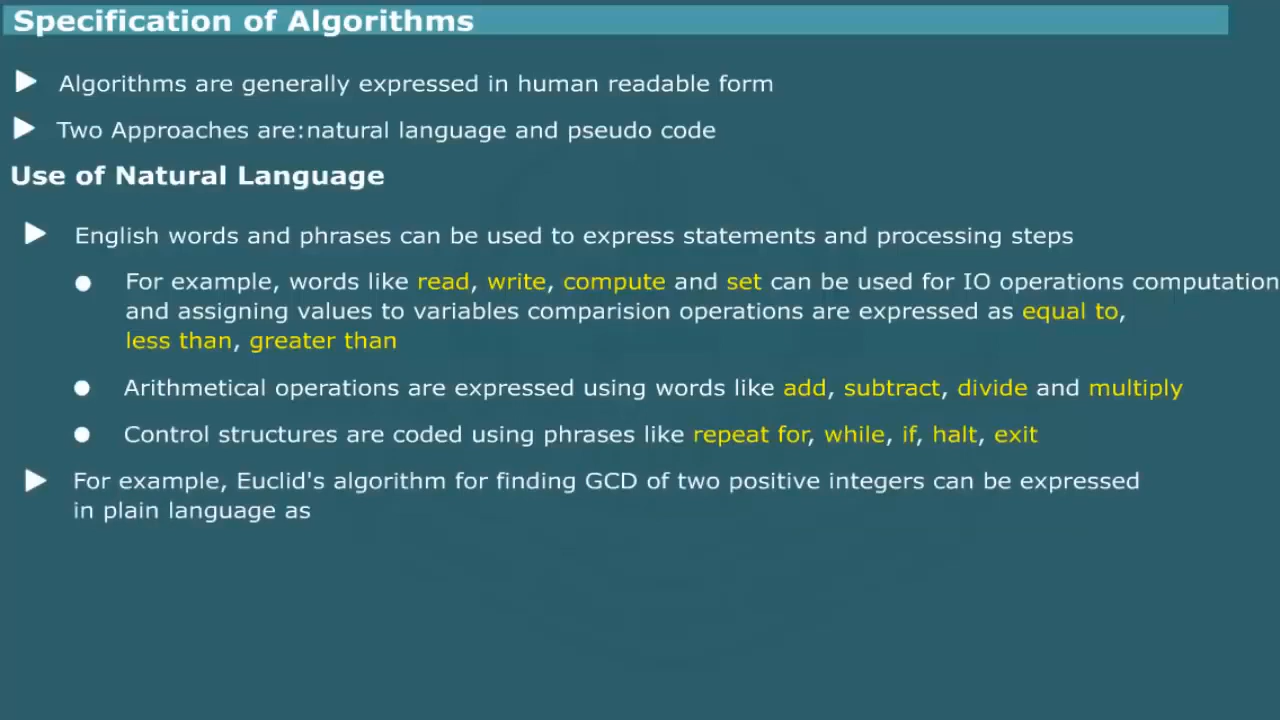 Specification of Algorithms
Algorithms are generally expressed in human readable form
Two Approaches are:natural language and pseudo code
Use of Natural Language
English words and phrases can be used to express statements and processing steps
For example, words like read, write, compute and set can be used for IO operations computation
and assigning values to variables comparision operations are expressed as equal to,
less than, greater than
Arithmetical operations are expressed using words like add, subtract, divide and multiply
Control structures are coded using phrases like repeat for, while, if, halt, exit
For example, Euclid's algorithm for finding GCD of two positive integers can be expressed
in plain language as